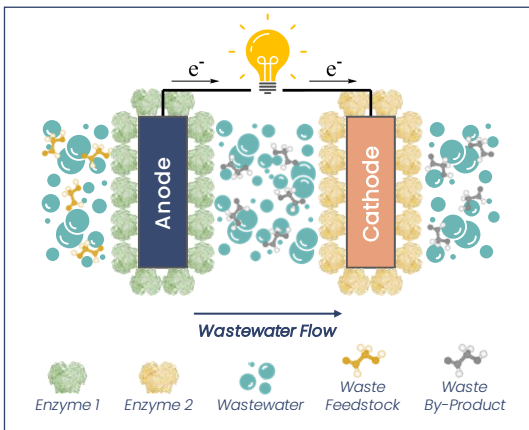 e-
e-
Anode
Cathode
Wastewater Flow
Enzyme 1
Enzyme 2
Wastewater
Waste
Feedstock
Waste
By-Product